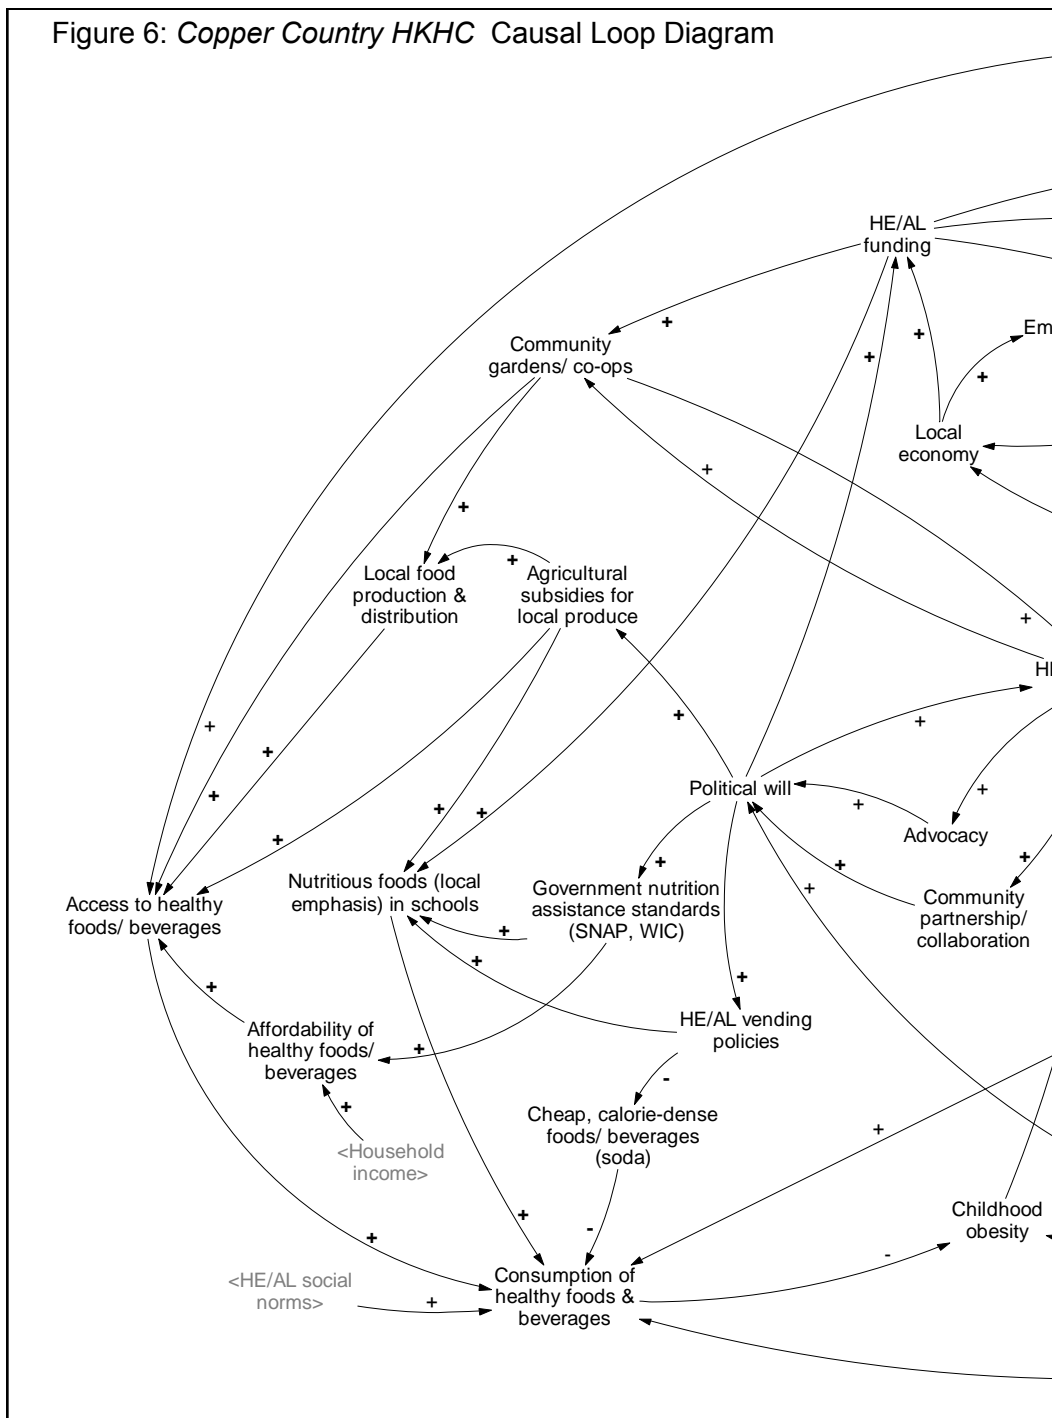 Figure 6: Copper Country HKHC Causal Loop Diagram
HE/AL
funding
+
+
+
Em
+
Community
gardens/ co-ops
Local
economy
+
+
Local food
production &
distribution
+
Agricultural
subsidies for
local produce
+
HE
+
+
+
+
+
Political will
+
+
Advocacy
+
+
+
+
+
+
+
Access to healthy
foods/ beverages
Nutritious foods (local
emphasis) in schools
Government nutrition
assistance standards
(SNAP, WIC)
Community
partnership/
collaboration
+
+
+
+
HE/AL vending
policies
Affordability of
healthy foods/
beverages
+
-
+
Cheap, calorie-dense
foods/ beverages
(soda)
+
<Household
income>
+
-
+
Childhood
obesity
-
Consumption of
healthy foods &
beverages
<HE/AL social
norms>
+